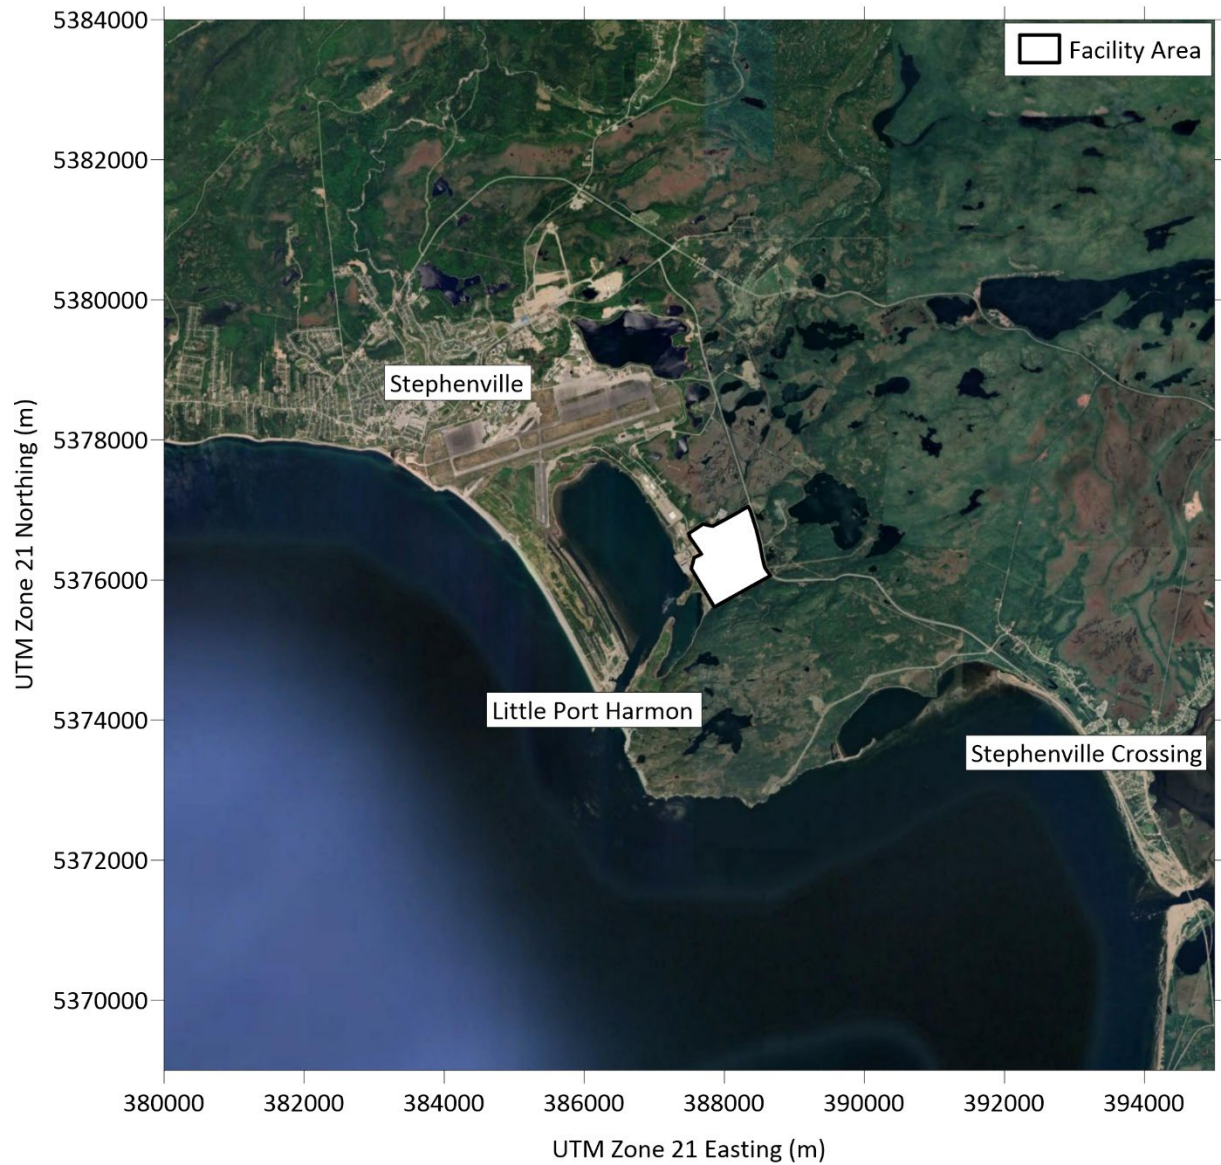 5384000
Facility Area
5382000
5380000
Stephenville
5378000
UTM Zone 21 Northing (m)
5376000
Little Port Harmon
5374000
Stephenville Crossing
5372000
5370000
380000 382000 384000 386000 388000 390000 392000 394000
UTM Zone 21 Easting (m)